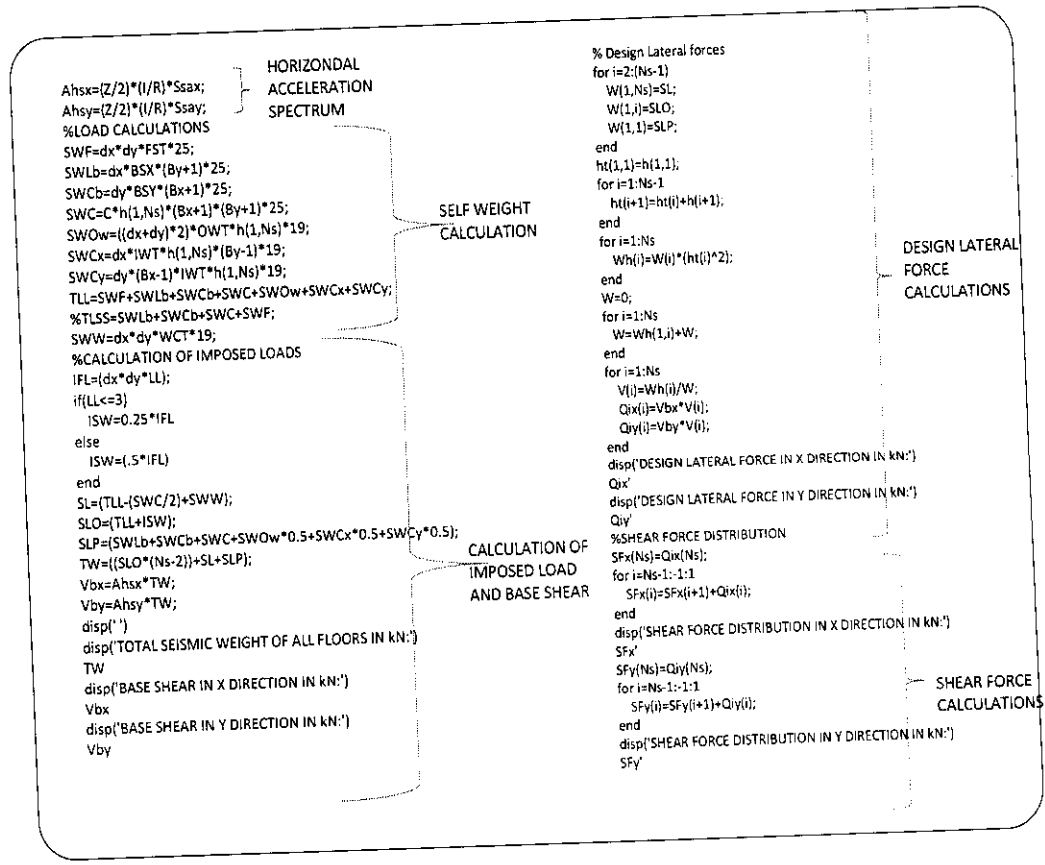 Ahsx=(Z/2)*(I/R)*Ssax;
Ahsy=(Z/2)*(I/R)*Ssay;
HORIZONDAL
ACCELERATION
SPECTRUM
%LOAD CALCULATIONS
SWF=dx*dy*FST*25;
SWLb=dx*BSX*(By+1)*25;
SWCb=dy*BSY*(Bx+1)*25;
SWC=C*h(1,Ns)*(Bx+1)*(By+1)*25;
SWOw=((dx+dy)*2)*OWT*h(1,Ns)*19;
SWCx=dx*IWT*h(1,Ns)*(By-1)*19;
SWCy=dy*(Bx-1)*IWT*h(1,Ns)*19;
TLL=SWF+SWLb+SWCb+SWC+SWOw+SWCx+SWCy;
%TLSS=SWLb+SWCb+SWC+SWF;
SWW=dx*dy*WCT*19;
SELF WEIGHT
CALCULATION
%CALCULATION OF IMPOSED LOADS
IFL=(dx*dy*LL);
if(LL<=3)
ISW=0.25*IFL
else
ISW=(.5*IFL)
end
SL=(TLL-(SWC/2)+SWW);
SLO=(TLL+ISW);
SLP=(SWLb+SWCb+SWC+SWOw*0.5+SWCx*0.5+SWCy*0.5);
TW=((SLO*(Ns-2))+SL+SLP);
Vbx=Ahsx*TW;
Vby=Ahsy*TW;
disp(' ')
disp('TOTAL SEISMIC WEIGHT OF ALL FLOORS IN kN:')
TW
disp('BASE SHEAR IN X DIRECTION IN kN:')
Vbx
disp('BASE SHEAR IN Y DIRECTION IN kN:')
Vby
CALCULATION OF
IMPOSED LOAD
AND BASE SHEAR
% Design Lateral forces
for i=2:(Ns-1)
W(1,Ns)=SL;
W(1,i)=SLO;
W(1,1)=SLP;
end
ht(1,1)=h(1,1);
for i=1:Ns-1
ht(i+1)=ht(i)+h(i+1);
end
for i=1:Ns
Wh(i)=W(i)*(ht(i)^2);
end
W=0;
for i=1:Ns
W=Wh(1,i)+W;
end
for i=1:Ns
V(i)=Wh(i)/W;
Qix(i)=Vbx*V(i);
Qiy(i)=Vby*V(i);
end
disp('DESIGN LATERAL FORCE IN X DIRECTION IN kN:')
Qix'
disp('DESIGN LATERAL FORCE IN Y DIRECTION IN kN:')
Qiy'
DESIGN LATERAL
FORCE
CALCULATIONS
%SHEAR FORCE DISTRIBUTION
SFx(Ns)=Qix(Ns);
for i=Ns-1:-1:1
SFx(i)=SFx(i+1)+Qix(i);
end
disp('SHEAR FORCE DISTRIBUTION IN X DIRECTION IN kN:')
SFx'
SFy(Ns)=Qiy(Ns);
for i=Ns-1:-1:1
SFy(i)=SFy(i+1)+Qiy(i);
end
disp('SHEAR FORCE DISTRIBUTION IN Y DIRECTION IN kN:')
SFy'
SHEAR FORCE
CALCULATIONS